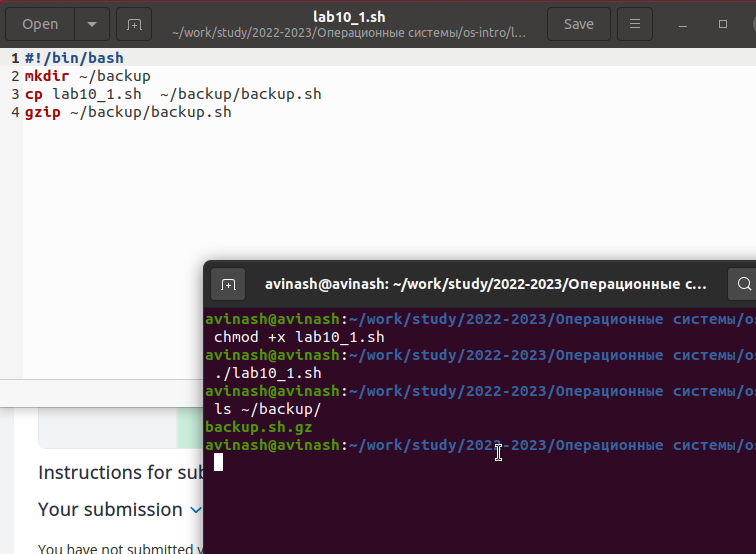 Open
lab10_1.sh
~/work/study/2022-2023/Операционные системы/os-intro/l...
Save
1 #!/bin/bash
2 mkdir ~/backup
3 cp lab10_1.sh  ~/backup/backup.sh
4 gzip ~/backup/backup.sh
avinash@avinash: ~/work/study/2022-2023/Операционные с...
avinash@avinash:~/work/study/2022-2023/Операционные системы/os
chmod +x lab10_1.sh
avinash@avinash:~/work/study/2022-2023/Операционные системы/os
./lab10_1.sh
avinash@avinash:~/work/study/2022-2023/Операционные системы/os
ls ~/backup/
backup.sh.gz
avinash@avinash:~/work/study/2022-2023/Операционные системы/os
Instructions for sub
Your submission
You have not submitted